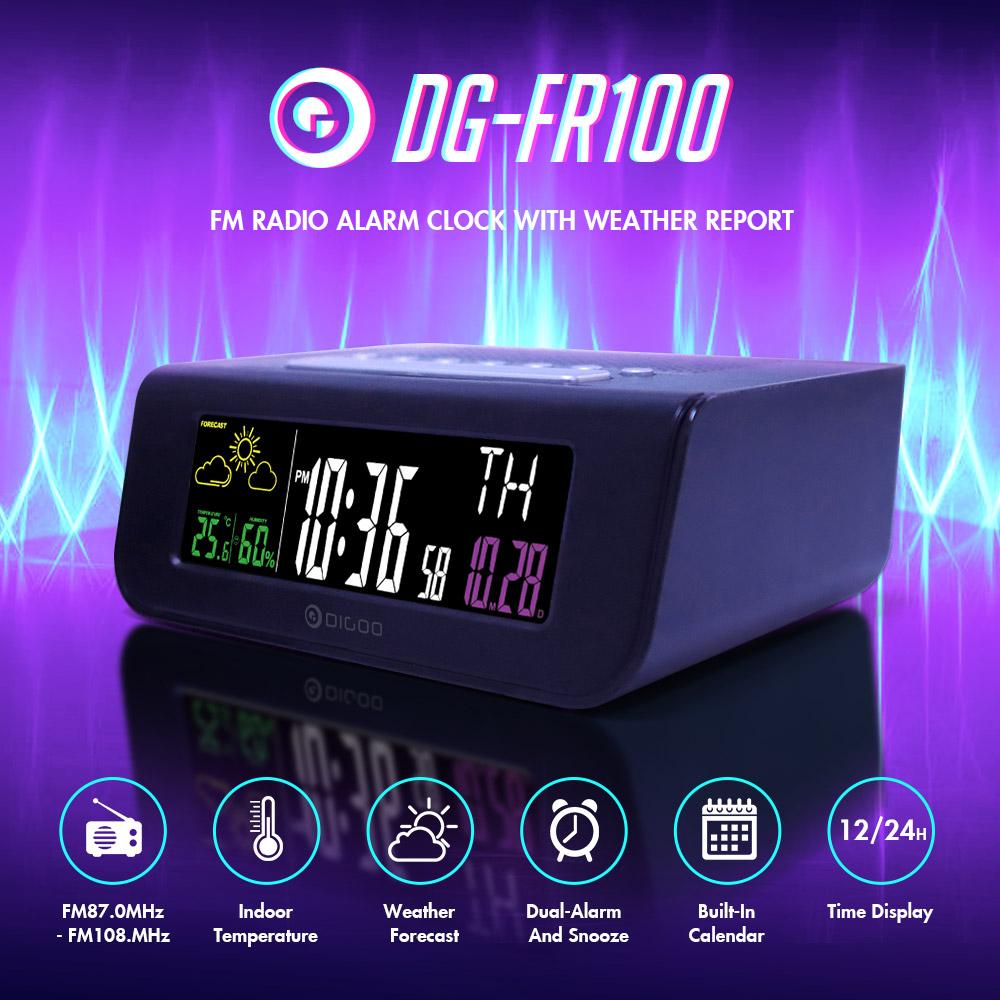 DG-FR100
FM RADIO ALARM CLOCK WITH WEATHER REPORT
FORECAST
TEMPERATURE
°C
25.6
HUMIDITY
60%
PM
10:36
58
TH
10.28
M
D
DIGOO
FM87.0MHz
- FM108.MHz
Indoor
Temperature
Weather
Forecast
Dual-Alarm
And Snooze
Built-In
Calendar
12/24H
Time Display